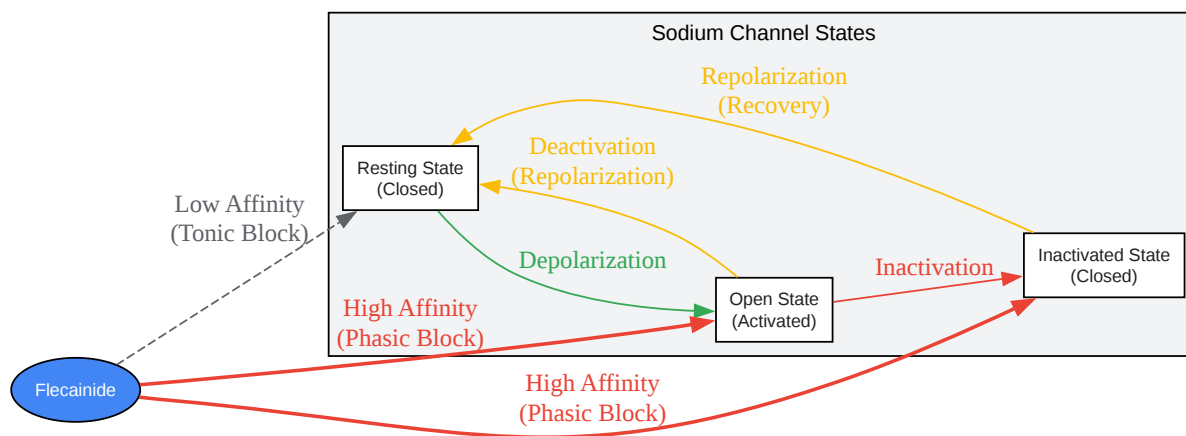 Sodium Channel States
Repolarization
(Recovery)
Resting State
(Closed)
Deactivation
(Repolarization)
Low Affinity
(Tonic Block)
Depolarization
Inactivation
Inactivated State
(Closed)
Open State
(Activated)
High Affinity
(Phasic Block)
Flecainide
High Affinity
(Phasic Block)